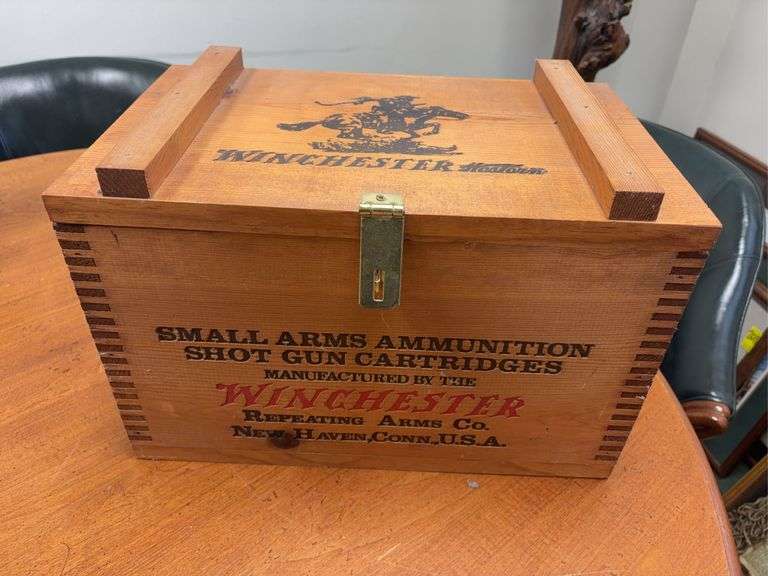 WINCHESTER
SMALL ARMS AMMUNITION
SHOT GUN CARTRIDGES
MANUFACTURED BY THE
WINCHESTER
REPEATING ARMS CO.
NEW HAVEN, CONN., U.S.A.